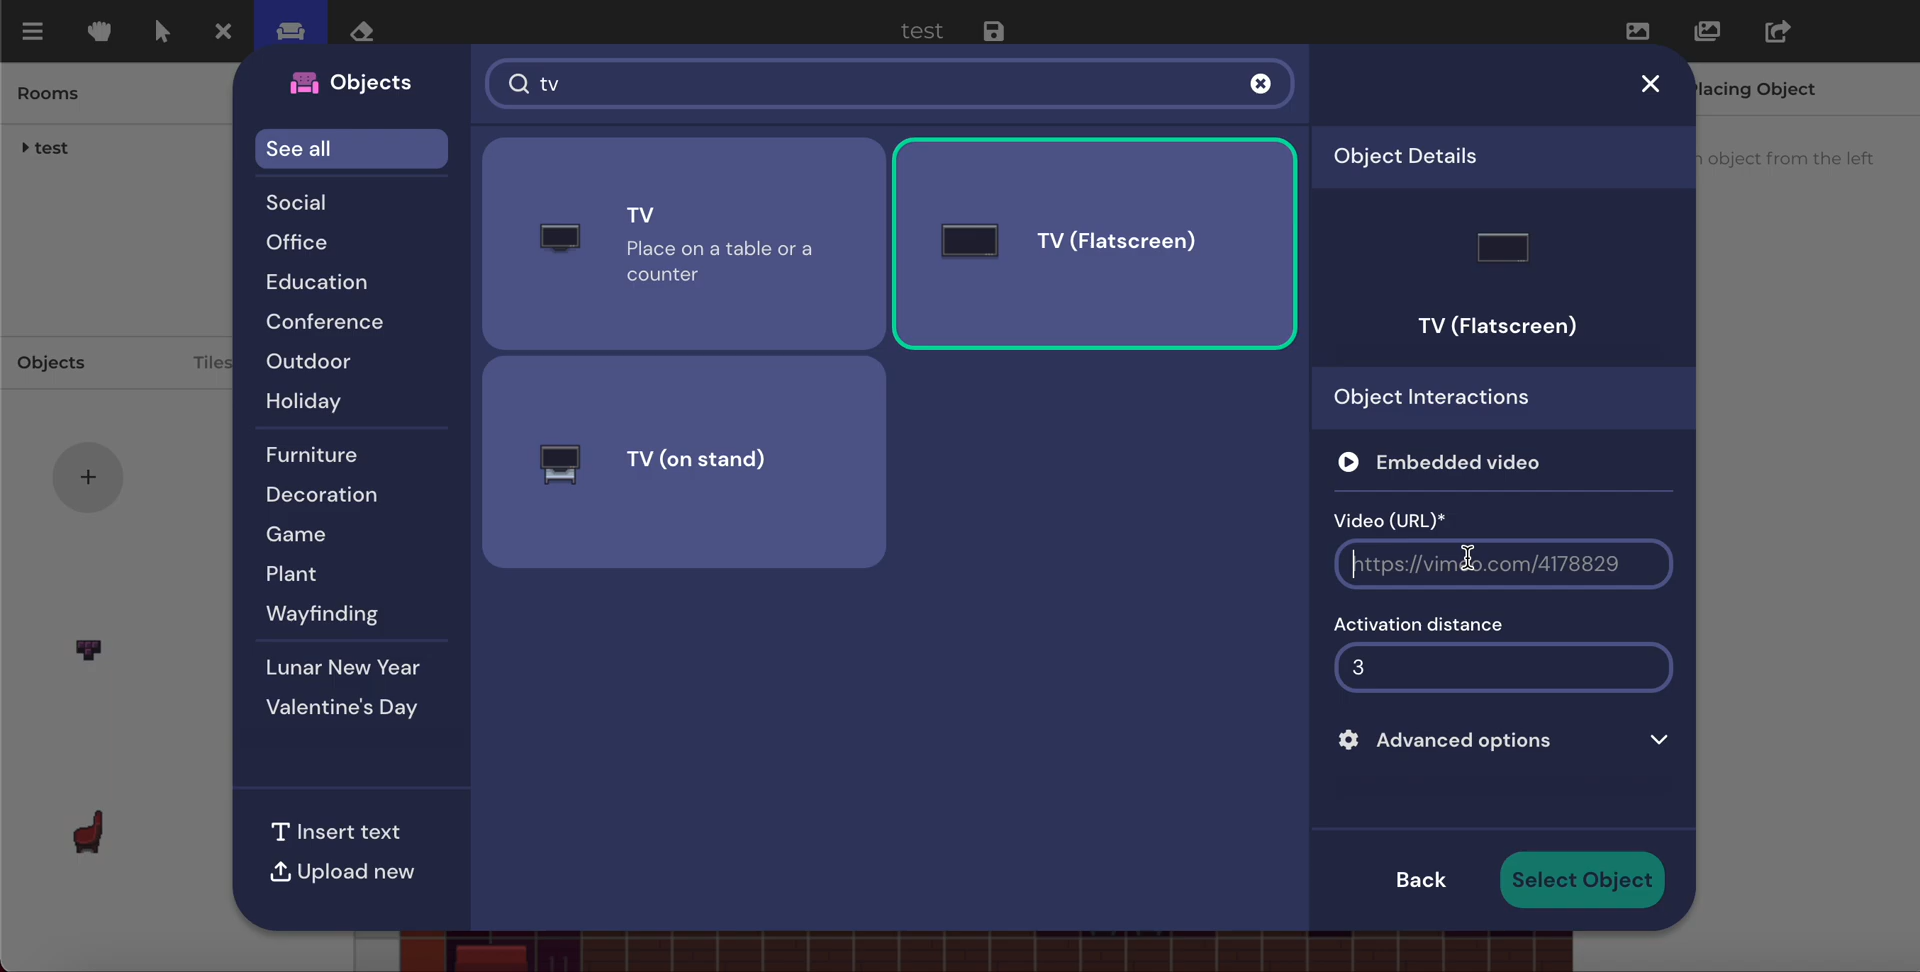 test
Rooms
test
Objects
Tiles
Objects
See all
Social
Office
Education
Conference
Outdoor
Holiday
Furniture
Decoration
Game
Plant
Wayfinding
Lunar New Year
Valentine's Day
Insert text
Upload new
tv
TV
Place on a table or a
counter
TV (Flatscreen)
TV (on stand)
Object Details
TV (Flatscreen)
Object Interactions
Embedded video
Video (URL)*
https://vimeo.com/4178829
Activation distance
3
Advanced options
Back
Select Object
lacing Object
object from the left